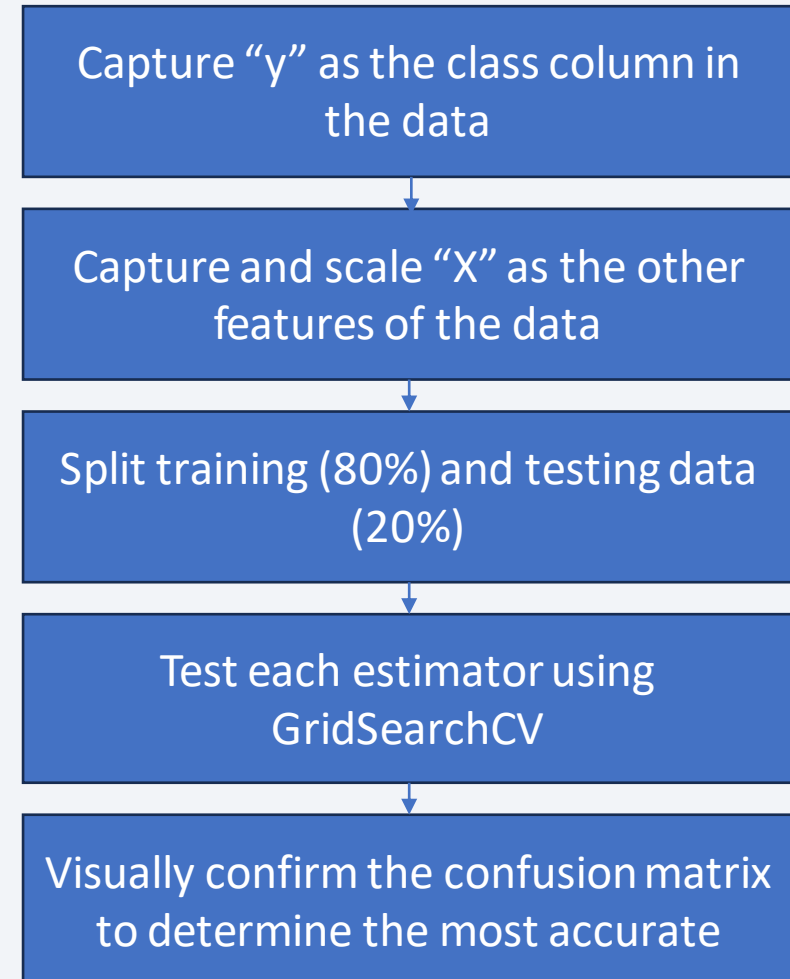 Capture “y” as the class column in
the data
Capture and scale “X” as the other
features of the data
Split training (80%) and testing data
(20%)
Test each estimator using
GridSearchCV
Visually confirm the confusion matrix
to determine the most accurate